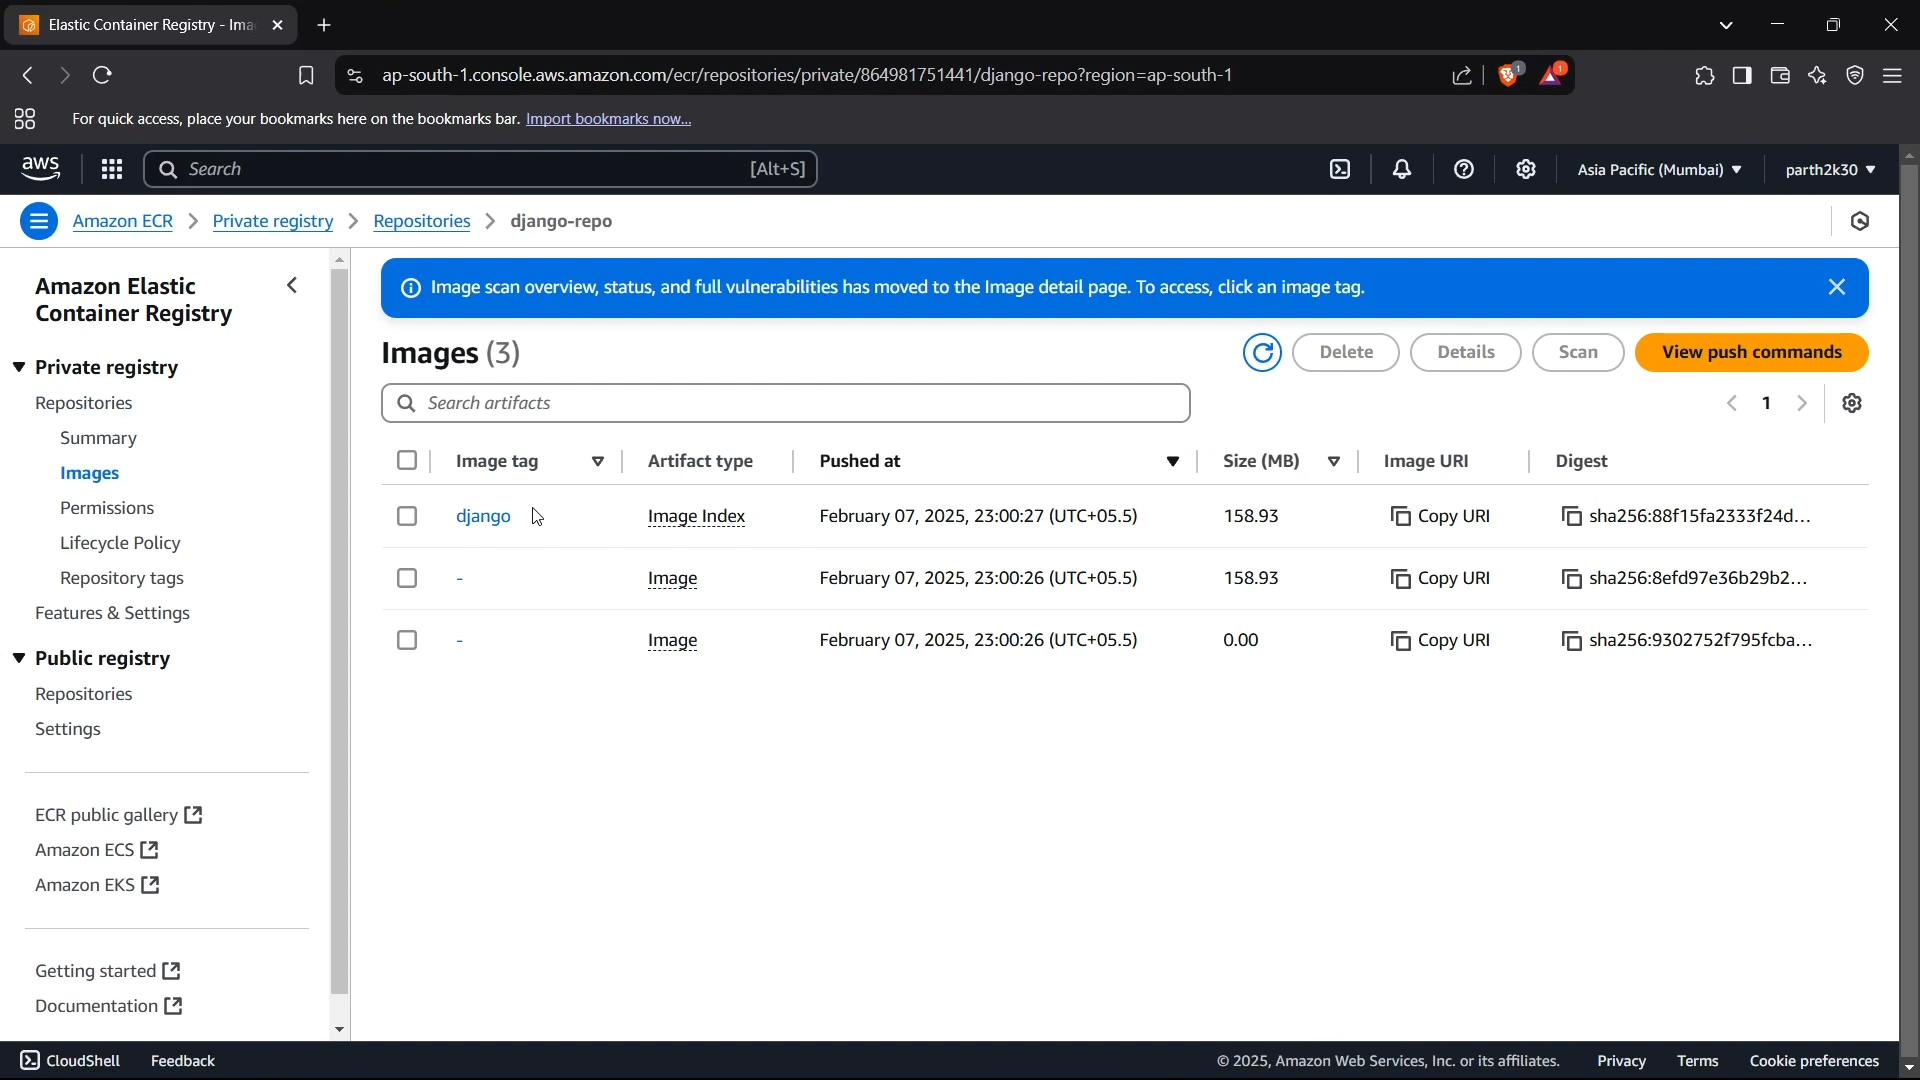 Elastic Container Registry - Ima
ap-south-1.console.aws.amazon.com/ecr/repositories/private/864981751441/django-repo?region=ap-south-1
1
1
For quick access, place your bookmarks here on the bookmarks bar. Import bookmarks now...
aws
Search
[Alt+S]
Asia Pacific (Mumbai)
parth2k30
Amazon ECR
Private registry
Repositories
django-repo
Amazon Elastic
Container Registry
Private registry
Repositories
Summary
Images
Permissions
Lifecycle Policy
Repository tags
Features & Settings
Public registry
Repositories
Settings
ECR public gallery
Amazon ECS
Amazon EKS
Getting started
Documentation
Image scan overview, status, and full vulnerabilities has moved to the Image detail page. To access, click an image tag.
Images (3)
Delete
Details
Scan
View push commands
Search artifacts
1
Image tag Artifact type Pushed at Size (MB) Image URI Digest
django Image Index February 07, 2025, 23:00:27 (UTC+05.5) 158.93 Copy URI sha256:88f15fa2333f24d...
- Image February 07, 2025, 23:00:26 (UTC+05.5) 158.93 Copy URI sha256:8efd97e36b29b2...
- Image February 07, 2025, 23:00:26 (UTC+05.5) 0.00 Copy URI sha256:9302752f795fcba...
CloudShell
Feedback
© 2025, Amazon Web Services, Inc. or its affiliates.
Privacy
Terms
Cookie preferences